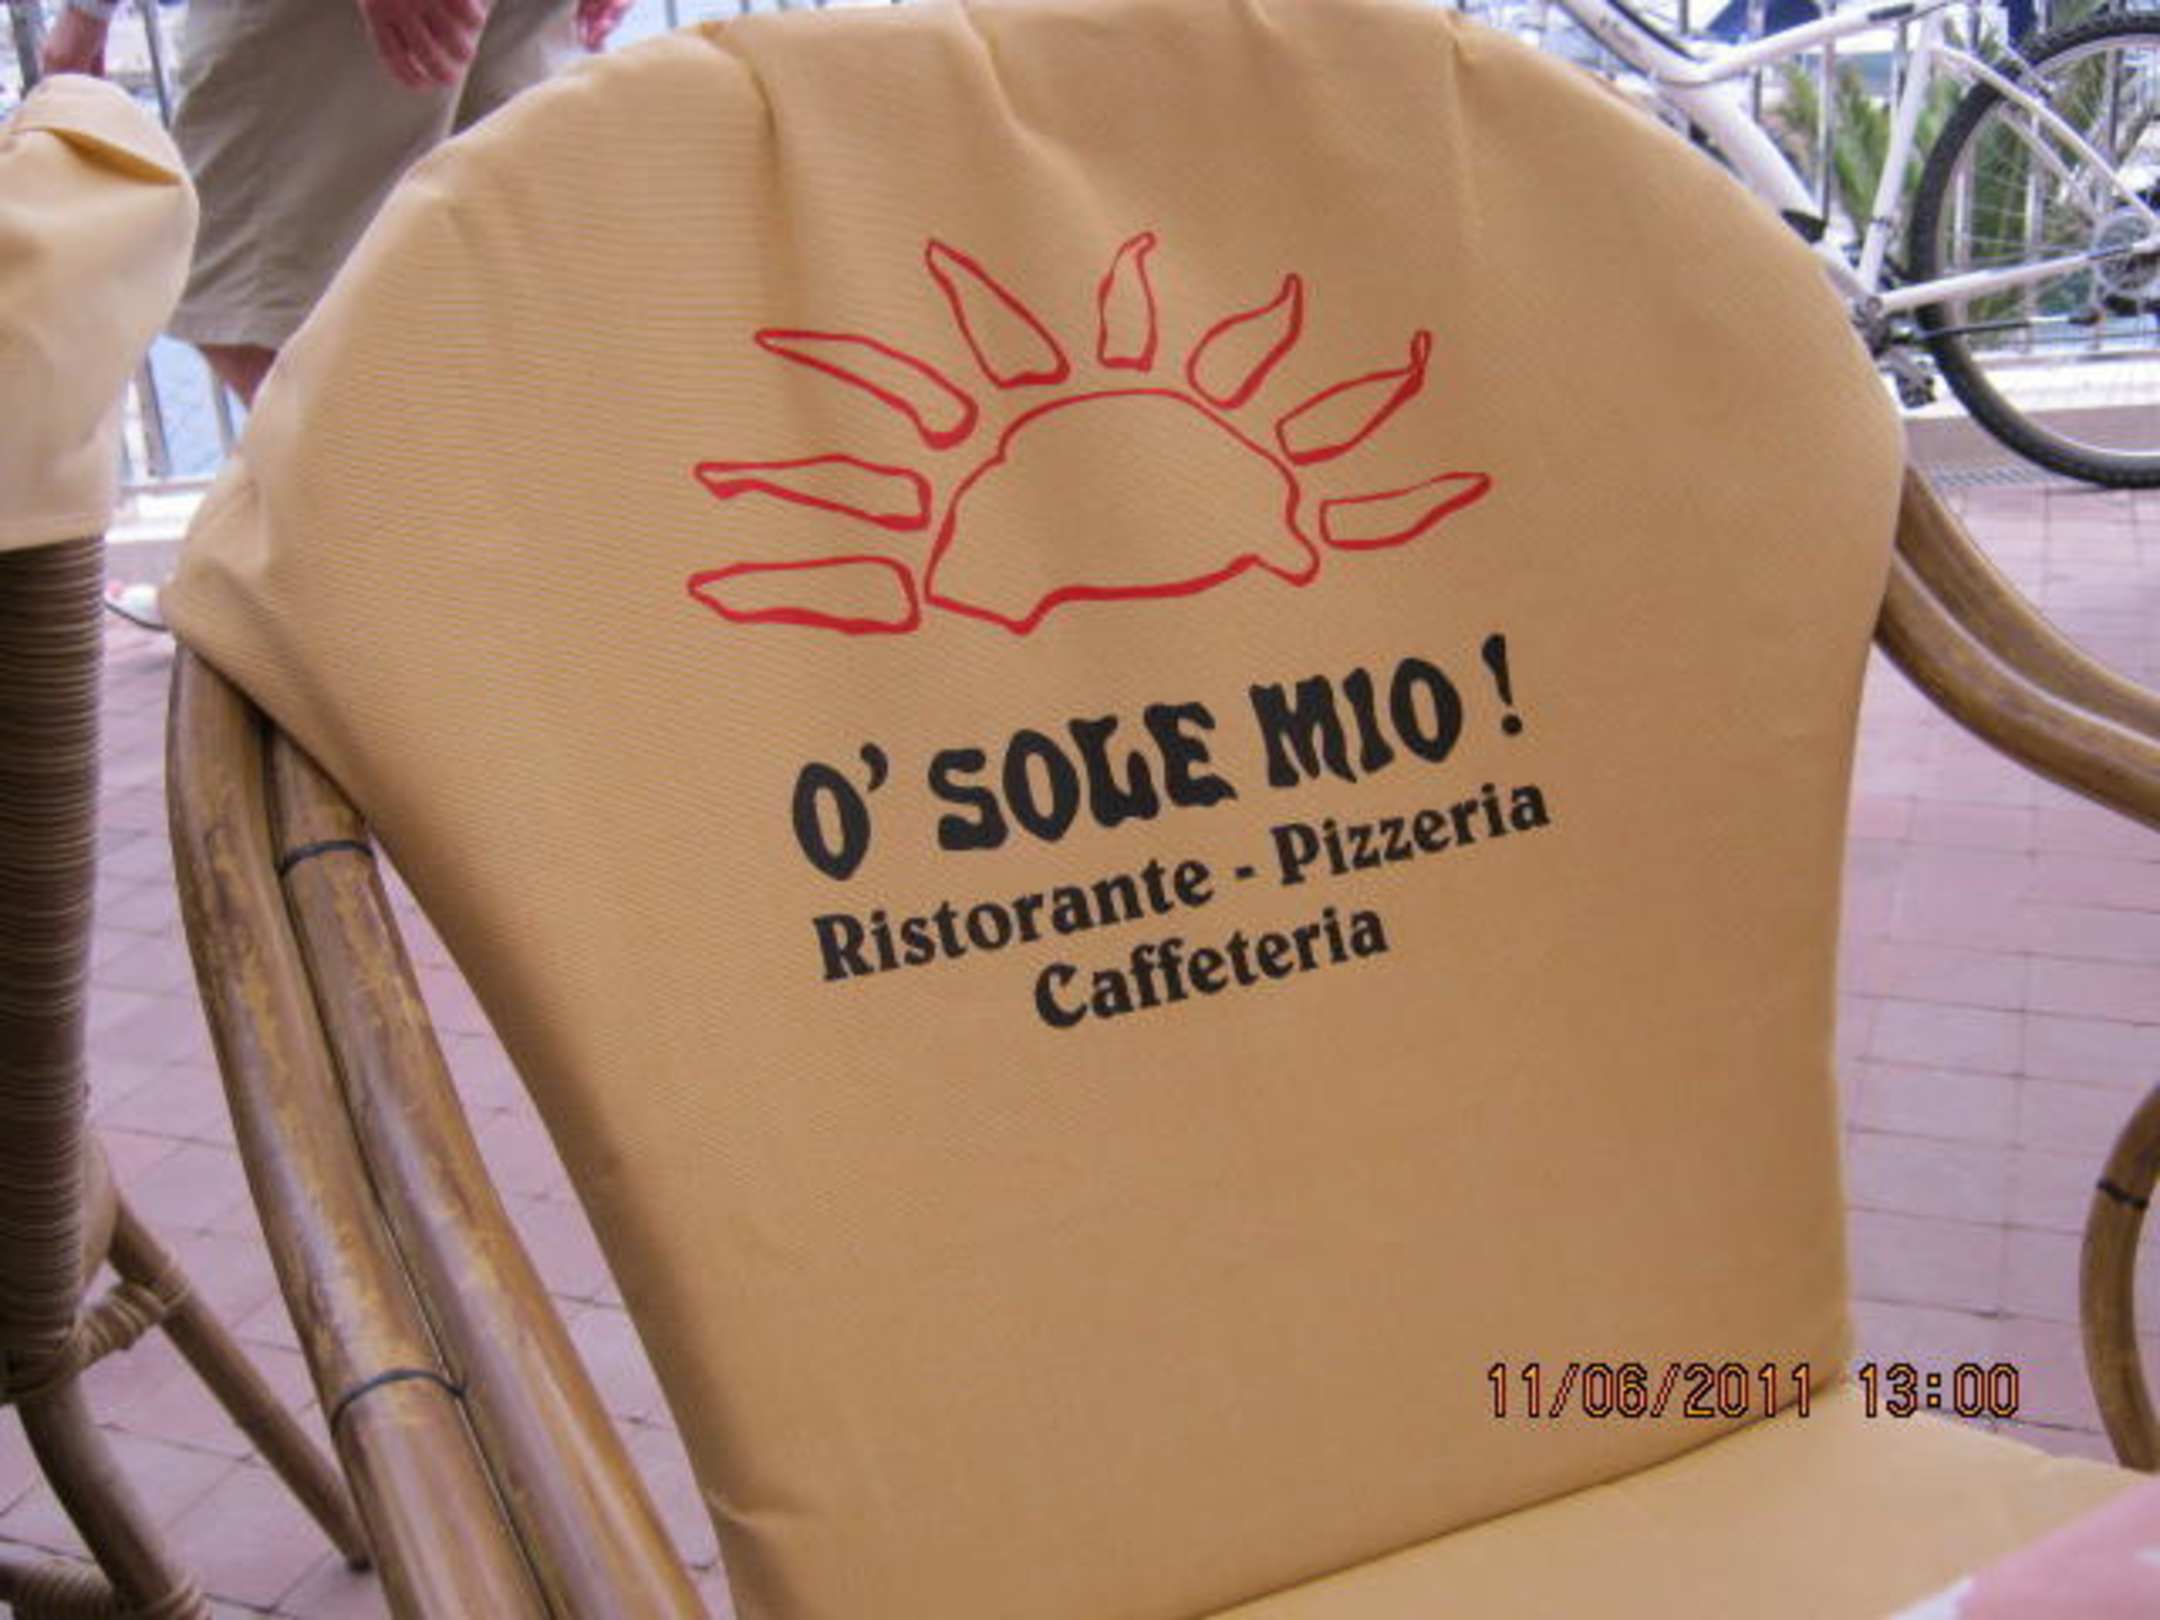 O' SOLE MIO !
Ristorante - Pizzeria
Caffeteria
11/06/2011 13:00